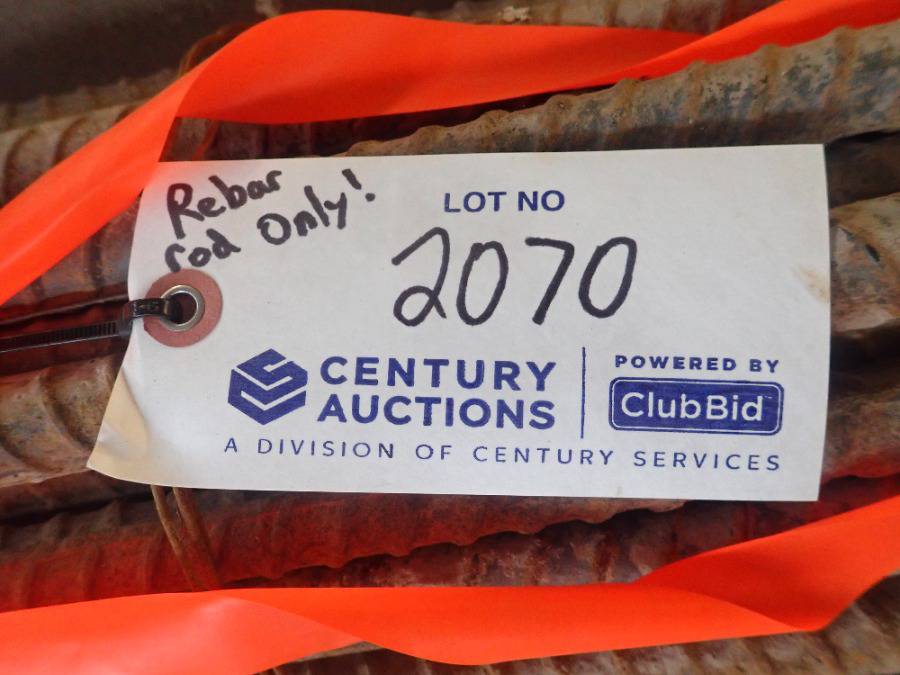 Rebar
rod Only!
LOT NO
2070
CENTURY
AUCTIONS
A DIVISION OF CENTURY SERVICES
POWERED BY
ClubBid